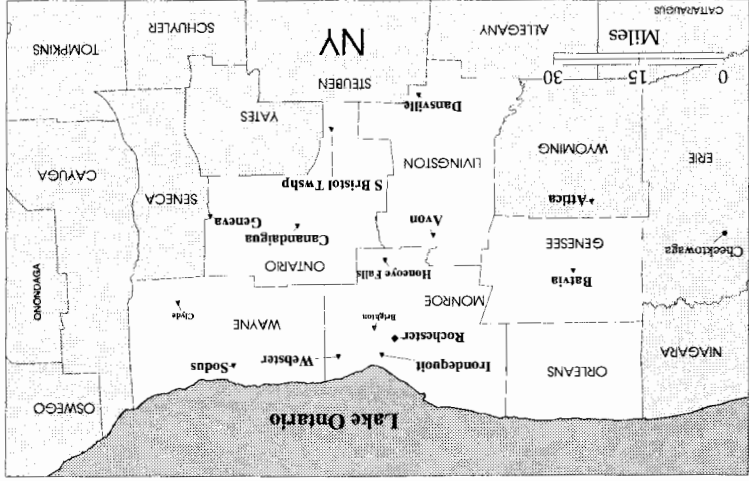 Lake Ontario
OSWEGO
NIAGARA
ORLEANS
Irondequoit
Webster
Sodus
Rochester
Brighton
WAYNE
Clyde
MONROE
ONONDAGA
Batvia
Honeoye Falls
ONTARIO
Checktowaga
GENESEE
Avon
Canandaigua
Geneva
SENECA
CAYUGA
Attica
S Bristol Twshp
ERIE
WYOMING
LIVINGSTON
YATES
Dansville
STEUBEN
0 15 30
Miles
NY
CATTARAUGUS
ALLEGANY
SCHUYLER
TOMPKINS